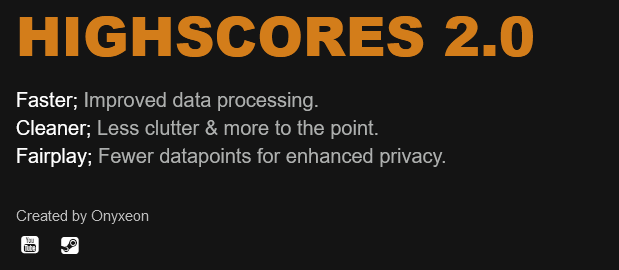 HIGHSCORES 2.0
Faster; Improved data processing.
Cleaner; Less clutter & more to the point.
Fairplay; Fewer datapoints for enhanced privacy.
Created by Onyxeon
You
Tube